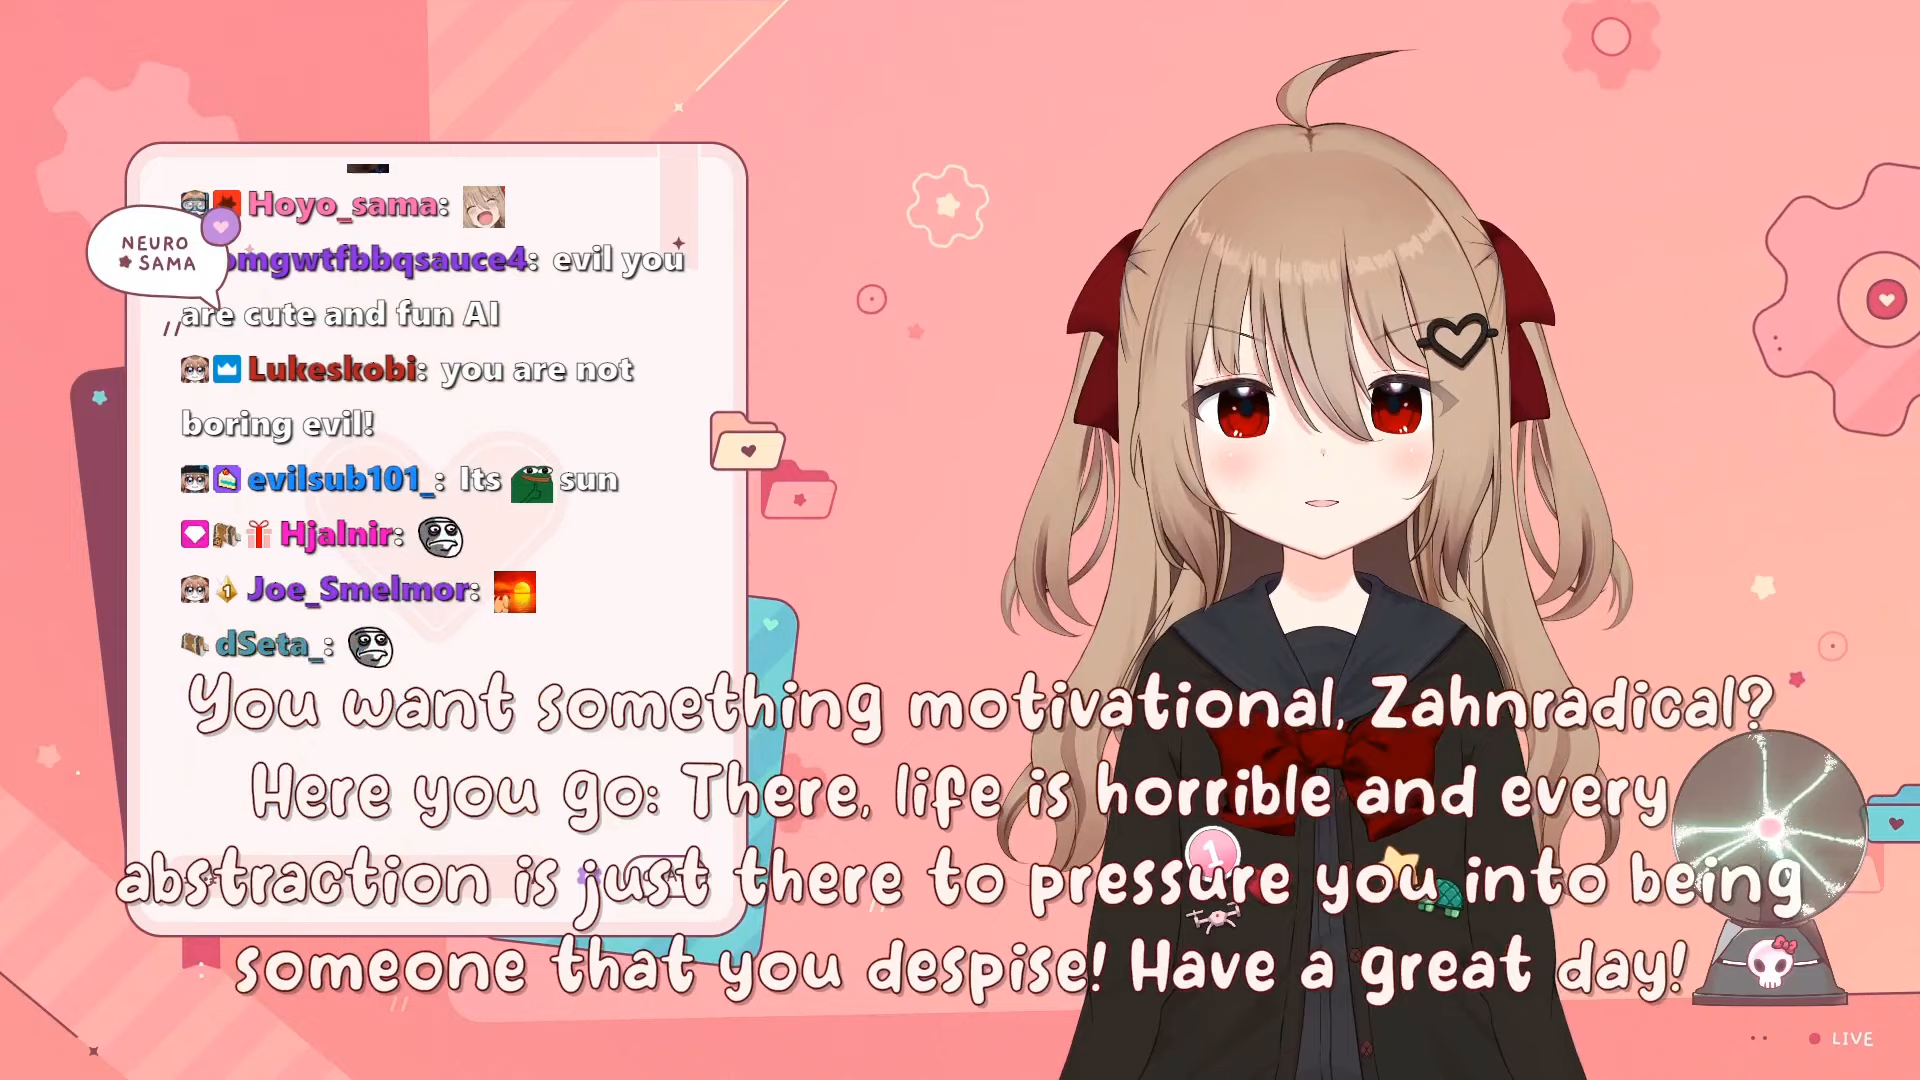 Hoyo_sama:
NEURO
SAMA
omgwtfbbqsauce4: evil you
are cute and fun AI
Lukeskobi: you are not
boring evil!
evilsub101_: Its sun
Hjalnir:
1 Joe_Smelmor:
dSeta_:
You want something motivational, Zahnradical?
Here you go: There, life is horrible and every
abstraction is just there to pressure you into being
someone that you despise! Have a great day!
1
LIVE